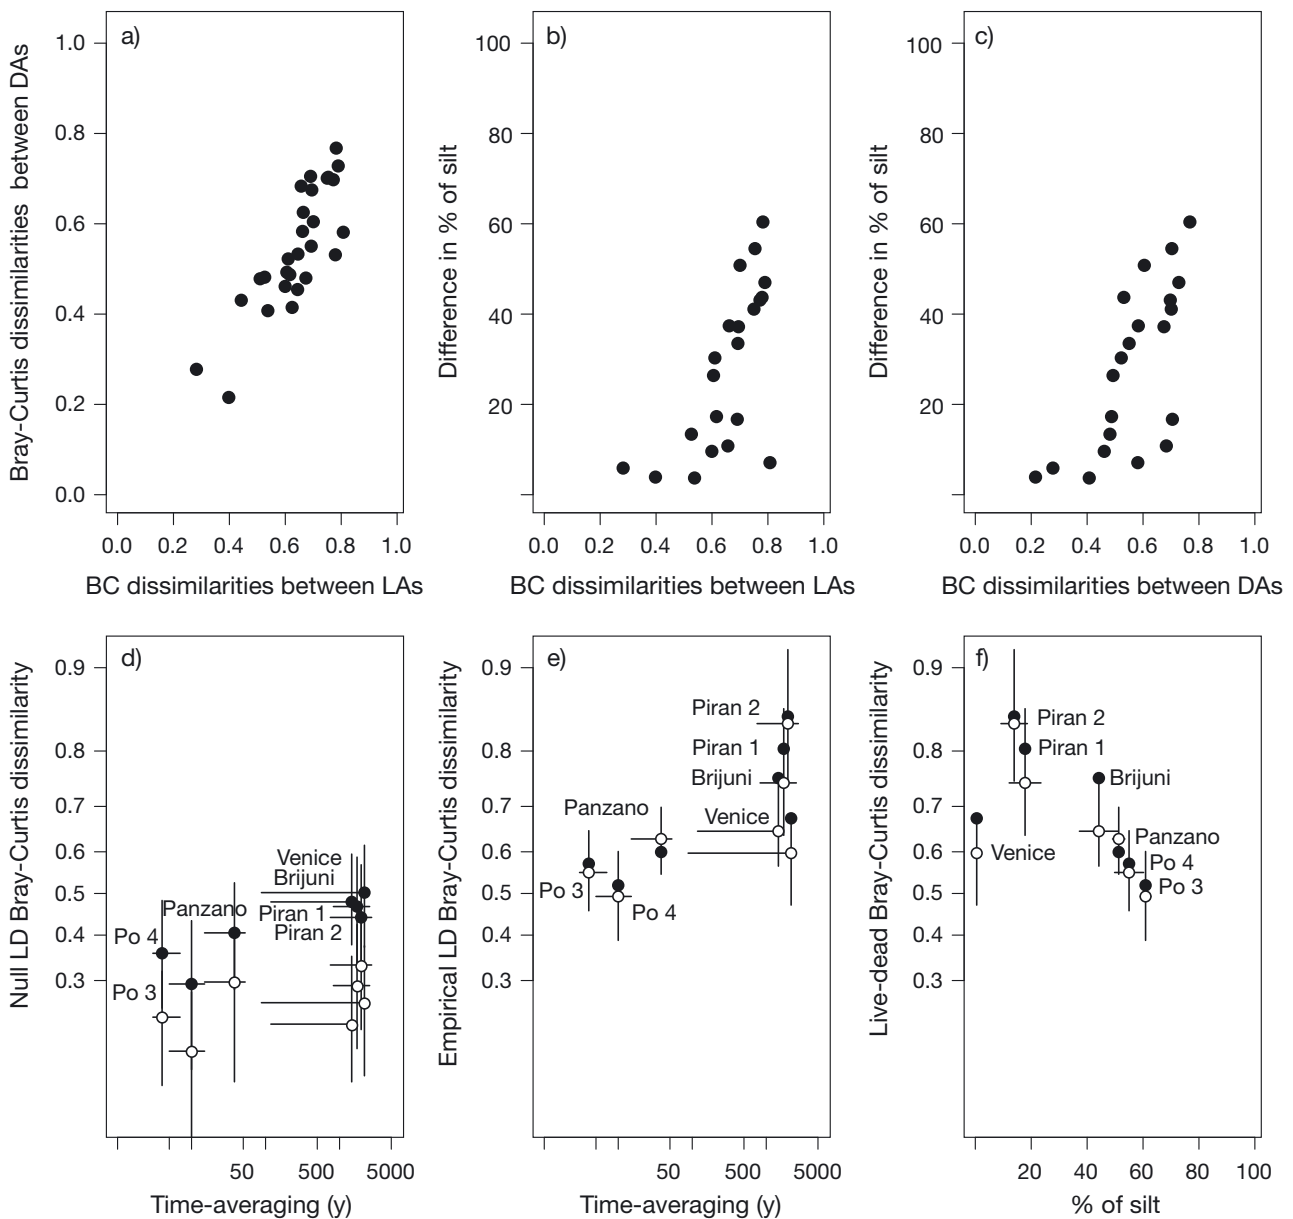 a)
1.0
0.8
0.6
0.4
0.2
0.0
Bray-Curtis dissimilarities between DAs
0.0 0.2 0.4 0.6 0.8 1.0
BC dissimilarities between LAs
b)
100
80
60
40
20
Difference in % of silt
0.0 0.2 0.4 0.6 0.8 1.0
BC dissimilarities between LAs
c)
100
80
60
40
20
Difference in % of silt
0.0 0.2 0.4 0.6 0.8 1.0
BC dissimilarities between DAs
d)
0.9
0.8
0.7
0.6
0.5
0.4
0.3
Null LD Bray-Curtis dissimilarity
Venice
Brijuni
Panzano
Piran 1
Piran 2
Po 4
Po 3
50 500 5000
Time-averaging (y)
e)
0.9
0.8
0.7
0.6
0.5
0.4
0.3
Empirical LD Bray-Curtis dissimilarity
Piran 2
Piran 1
Brijuni
Panzano
Venice
Po 3
Po 4
50 500 5000
Time-averaging (y)
f)
0.9
0.8
0.7
0.6
0.5
0.4
0.3
Live-dead Bray-Curtis dissimilarity
Piran 2
Piran 1
Brijuni
Panzano
Venice
Po 4
Po 3
20 40 60 80 100
% of silt